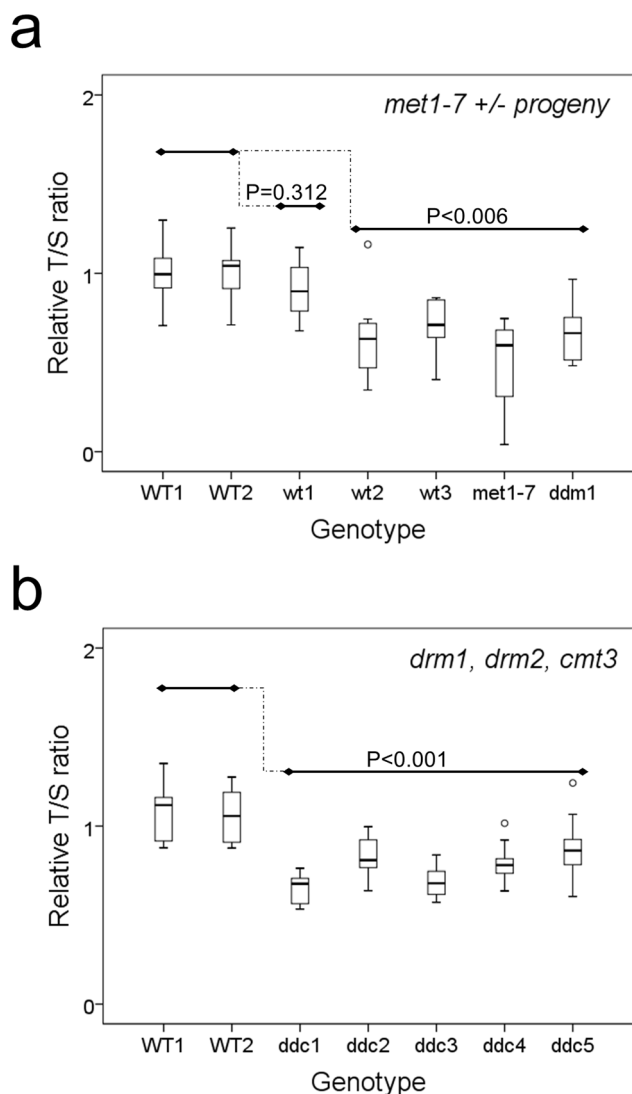 a
2
met1-7 +/- progeny
P=0.312
P<0.006
1
Relative T/S ratio
0
WT1 WT2 wt1 wt2 wt3 met1-7 ddm1
Genotype
b
2
drm1, drm2, cmt3
P<0.001
1
Relative T/S ratio
0
WT1 WT2 ddc1 ddc2 ddc3 ddc4 ddc5
Genotype